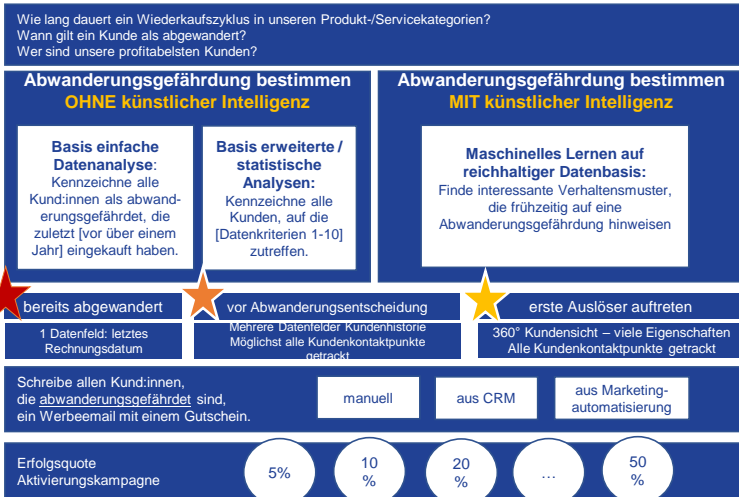 Wie lang dauert ein Wiederkaufszyklus in unseren Produkt-/Servicekategorien?
Wann gilt ein Kunde als abgewandert?
Wer sind unsere profitabelsten Kunden?
Abwanderungsgefährdung bestimmen
OHNE künstlicher Intelligenz
Basis einfache
Datenanalyse:
Kennzeichne alle
Kund:innen als abwand-
erungsgefährdet, die
zuletzt [vor über einem
Jahr] eingekauft haben.
Basis erweiterte /
statistische
Analysen:
Kennzeichne alle
Kunden, auf die
[Datenkriterien 1-10]
zutreffen.
Abwanderungsgefährdung bestimmen
MIT künstlicher Intelligenz
Maschinelles Lernen auf
reichhaltiger Datenbasis:
Finde interessante Verhaltensmuster,
die frühzeitig auf eine
Abwanderungsgefährdung hinweisen
bereits abgewandert
vor Abwanderungsentscheidung
erste Auslöser auftreten
1 Datenfeld: letztes
Rechnungsdatum
Mehrere Datenfelder Kundenhistorie
Möglichst alle Kundenkontaktpunkte
getrackt
360° Kundensicht – viele Eigenschaften
Alle Kundenkontaktpunkte getrackt
Schreibe allen Kund:innen,
die abwanderungsgefährdet sind,
ein Werbeemail mit einem Gutschein.
manuell
aus CRM
aus Marketing-
automatisierung
Erfolgsquote
Aktivierungskampagne
5%
10
%
20
%
…
50
%